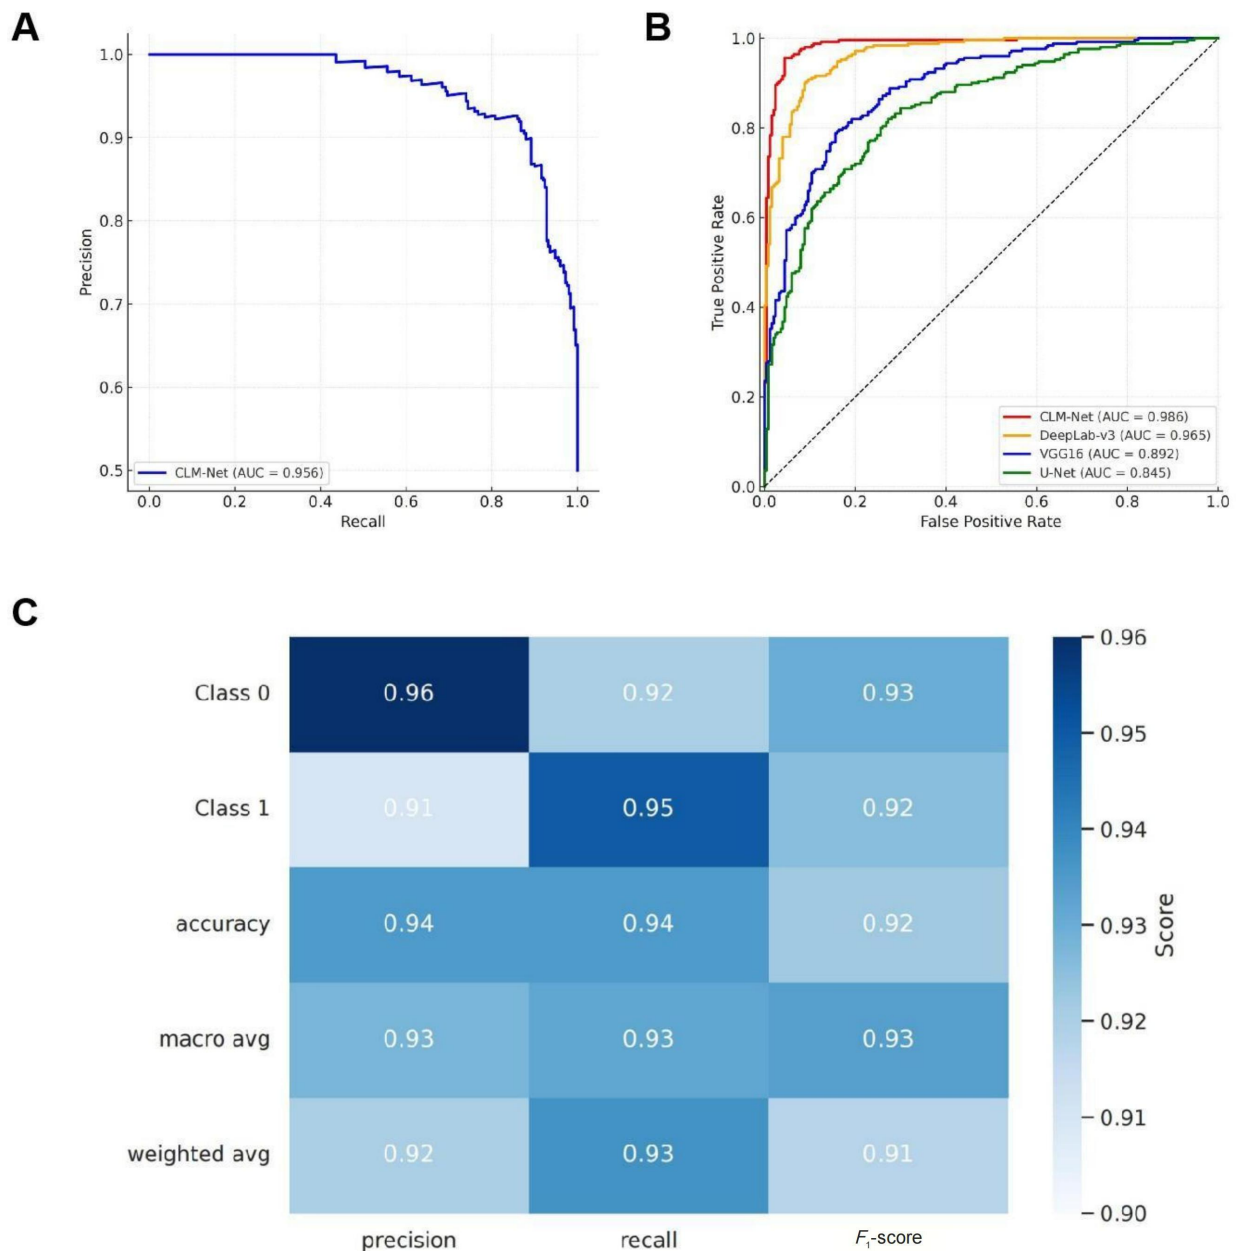 A
1.0
0.9
0.8
0.7
0.6
0.5
Precision
CLM-Net (AUC = 0.956)
0.0 0.2 0.4 0.6 0.8 1.0
Recall
B
1.0
0.8
0.6
0.4
0.2
0.0
True Positive Rate
CLM-Net (AUC = 0.986)
DeepLab-v3 (AUC = 0.965)
VGG16 (AUC = 0.892)
U-Net (AUC = 0.845)
0.0 0.2 0.4 0.6 0.8 1.0
False Positive Rate
C
Class 0 0.96 0.92 0.93
Class 1 0.91 0.95 0.92
accuracy 0.94 0.94 0.92
macro avg 0.93 0.93 0.93
weighted avg 0.92 0.93 0.91
precision recall F₁-score
0.96
0.95
0.94
0.93
0.92
0.91
0.90
Score